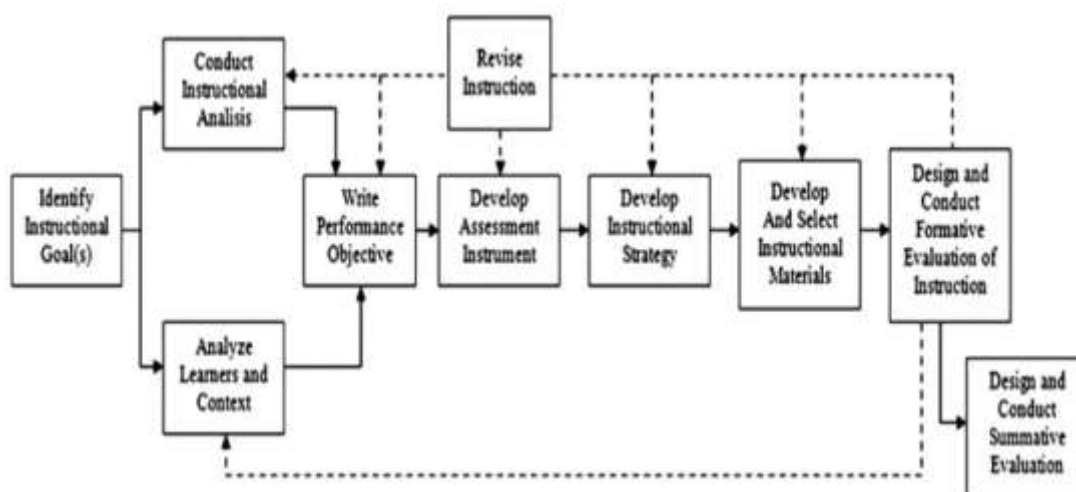 Conduct
Instructional
Analisis
Revise
Instruction
Identify
Instructional
Goal(s)
Write
Performance
Objective
Develop
Assessment
Instrument
Develop
Instructional
Strategy
Develop
And Select
Instructional
Materials
Design and
Conduct
Formative
Evaluation of
Instruction
Analyze
Learners and
Context
Design and
Conduct
Summative
Evaluation